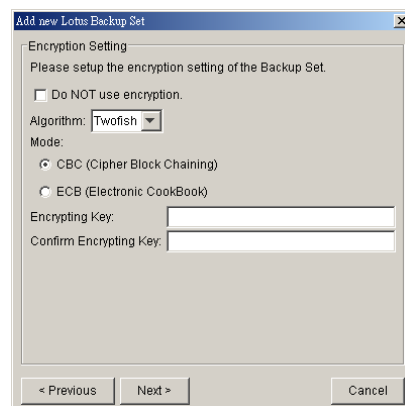 Add new Lotus Backup Set
Encryption Setting
Please setup the encryption setting of the Backup Set.
Do NOT use encryption.
Algorithm: Twofish
Mode:
CBC (Cipher Block Chaining)
ECB (Electronic CookBook)
Encrypting Key:
Confirm Encrypting Key:
< Previous Next > Cancel